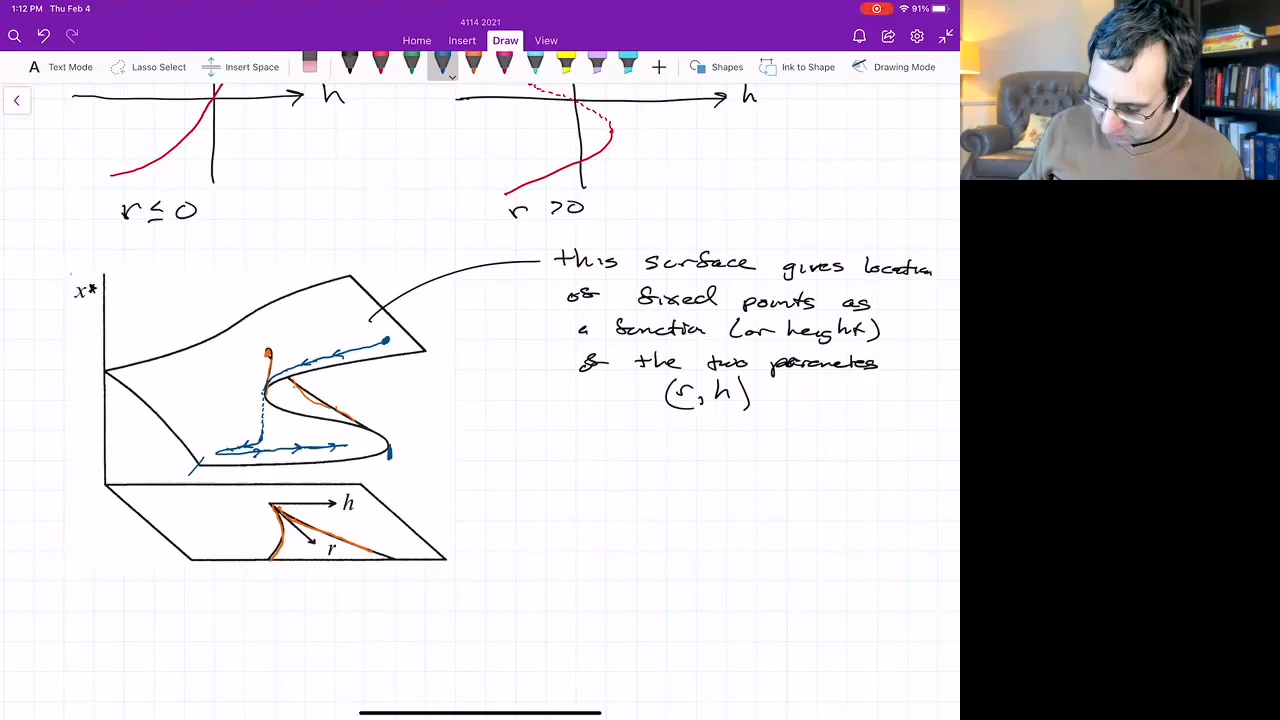 1:12 PM Thu Feb 4
91%
4114 2021
Home Insert Draw View
Text Mode Lasso Select Insert Space Shapes Ink to Shape Drawing Mode
h
h
r ≤ 0
r > 0
this surface gives location
of fixed points as
a function (or height)
of the two parameters
(r, h)
x*
h
r